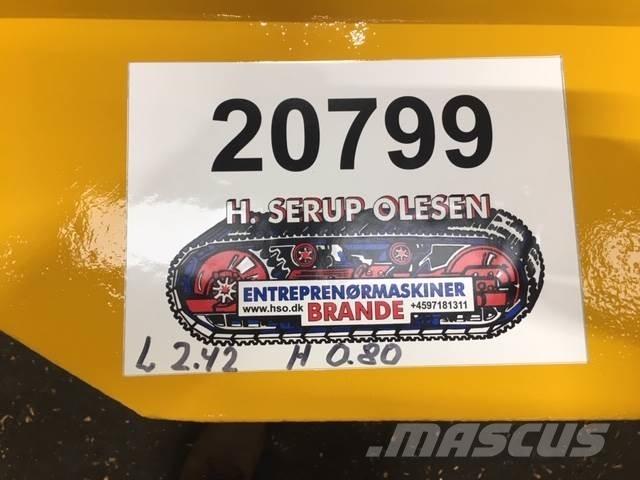 20799
H. SERUP OLESEN
ENTREPRENØRMASKINER
www.hso.dk BRANDE +4597181311
L 2.42 H 0.80
MASCUS